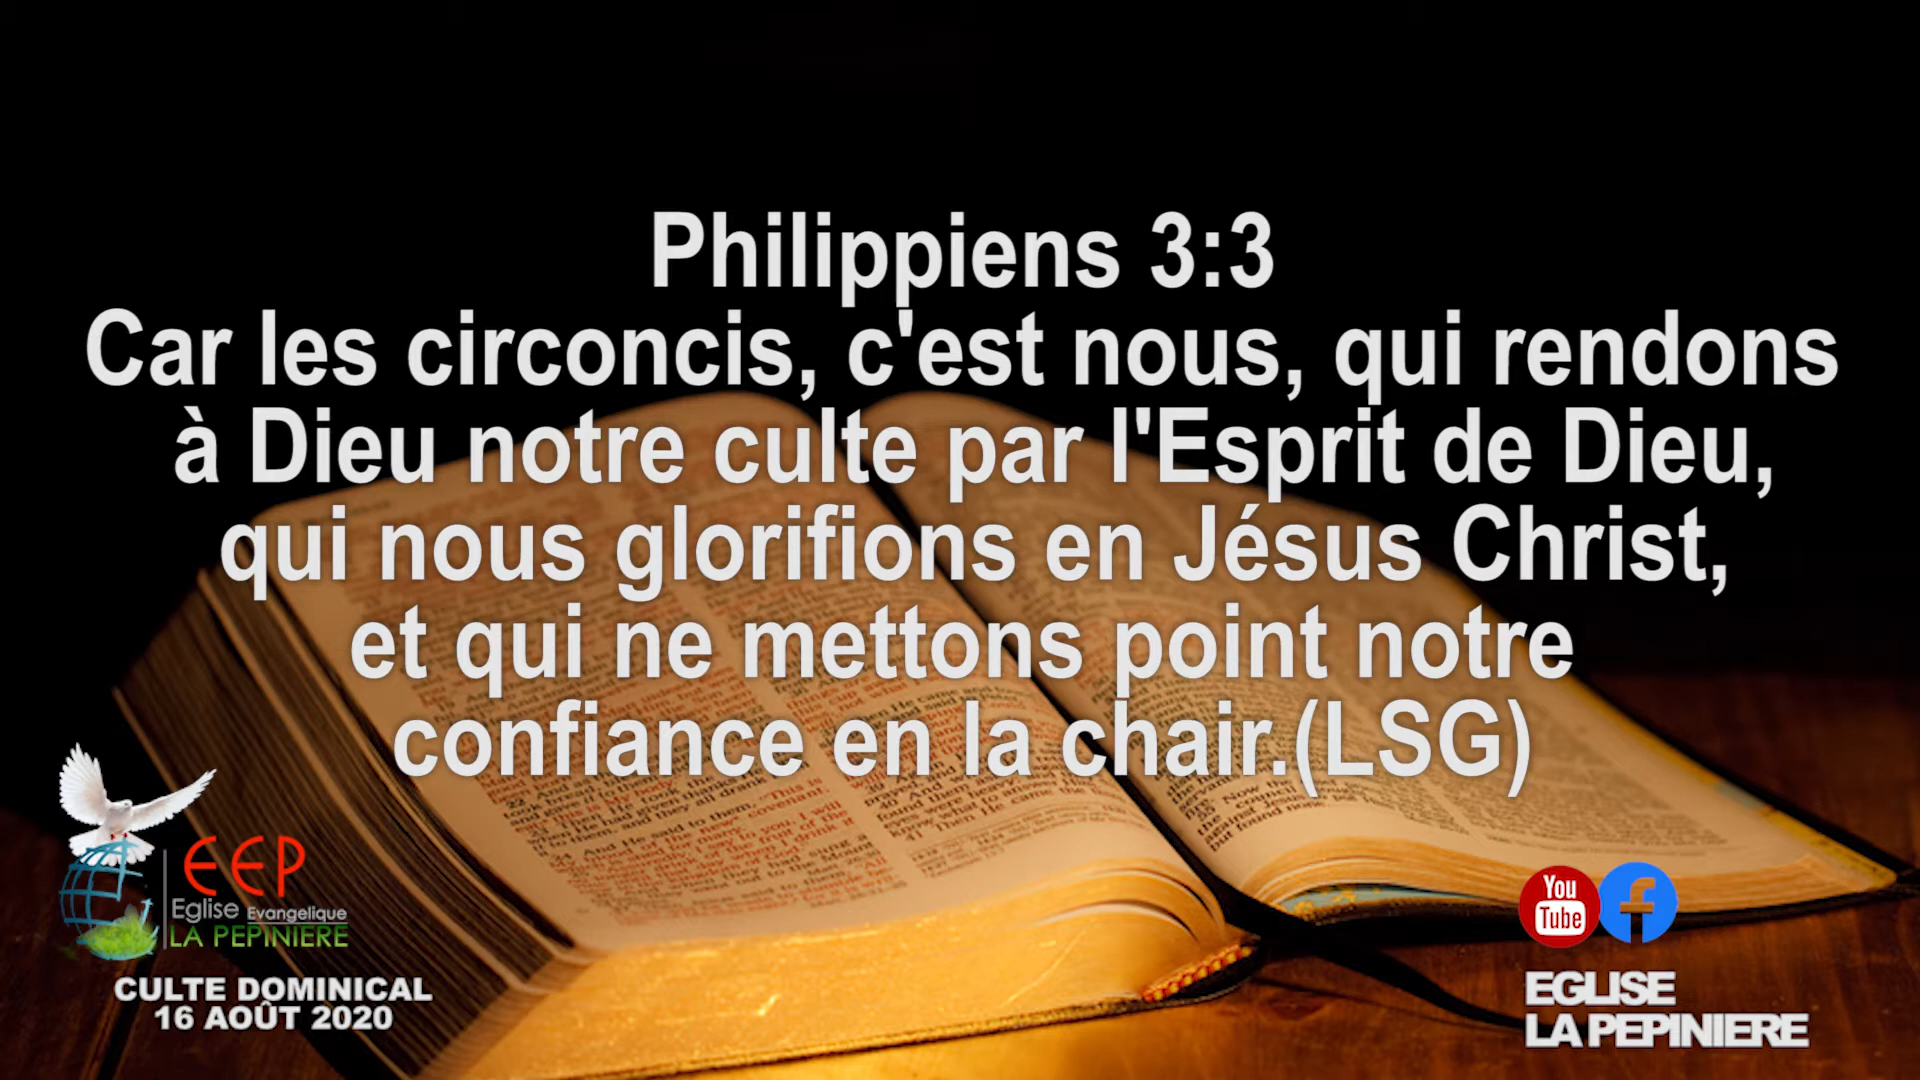 Philippiens 3:3
Car les circoncis, c'est nous, qui rendons
à Dieu notre culte par l'Esprit de Dieu,
qui nous glorifions en Jésus Christ,
et qui ne mettons point notre
confiance en la chair.(LSG)
EEP
Eglise Evangelique
LA PEPINIERE
CULTE DOMINICAL
16 AOÛT 2020
You
Tube
EGLISE
LA PEPINIERE